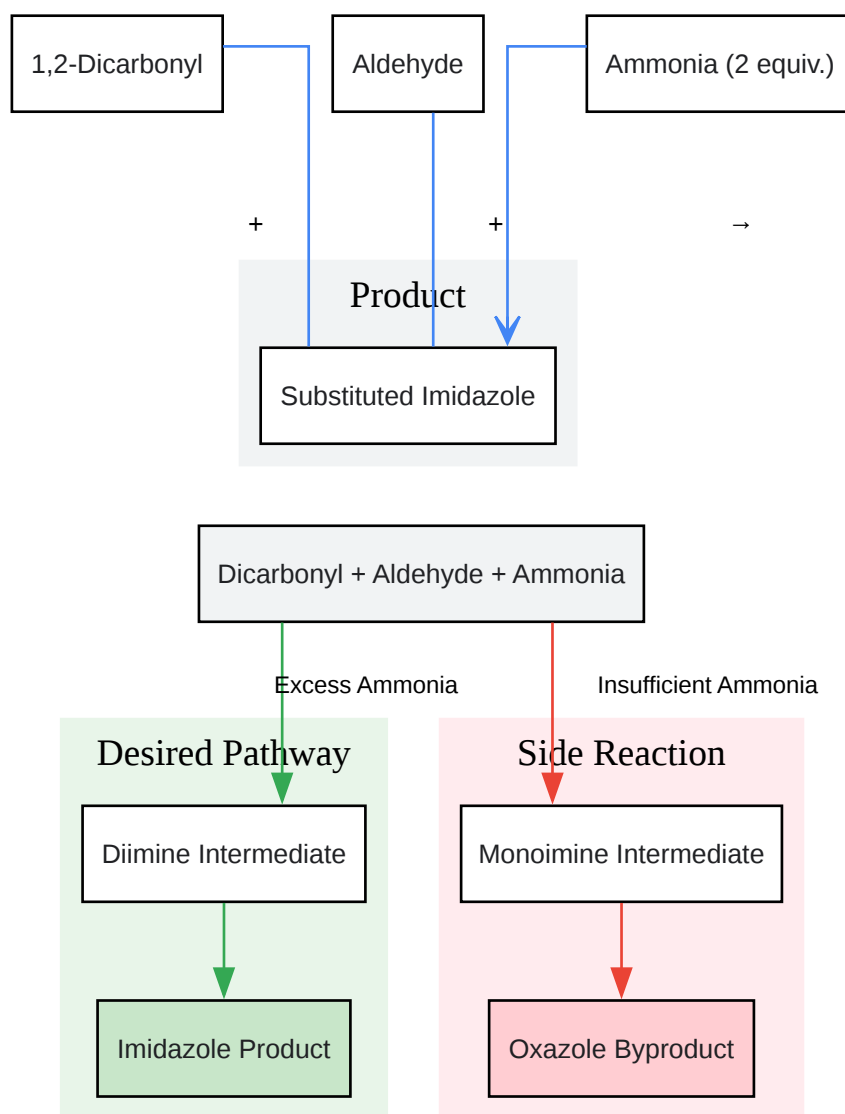 1,2-Dicarbonyl
Aldehyde
Ammonia (2 equiv.)
+
+
→
Product
Substituted Imidazole
Dicarbonyl + Aldehyde + Ammonia
Excess Ammonia
Insufficient Ammonia
Desired Pathway
Side Reaction
Diimine Intermediate
Monoimine Intermediate
Imidazole Product
Oxazole Byproduct